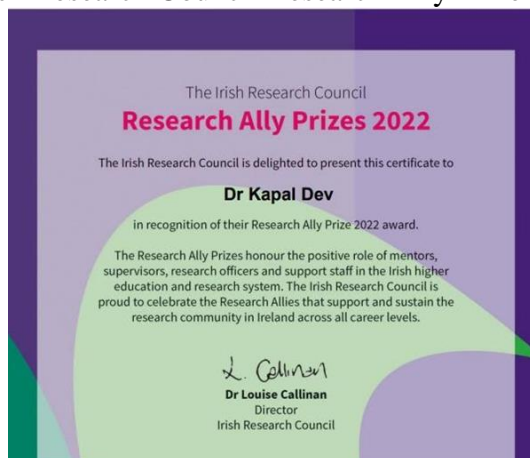 The Irish Research Council
Research Ally Prizes 2022
The Irish Research Council is delighted to present this certificate to
Dr Kapal Dev
in recognition of their Research Ally Prize 2022 award.
The Research Ally Prizes honour the positive role of mentors,
supervisors, research officers and support staff in the Irish higher
education and research system. The Irish Research Council is
proud to celebrate the Research Allies that support and sustain the
research community in Ireland across all career levels.
L. Callinan
Dr Louise Callinan
Director
Irish Research Council